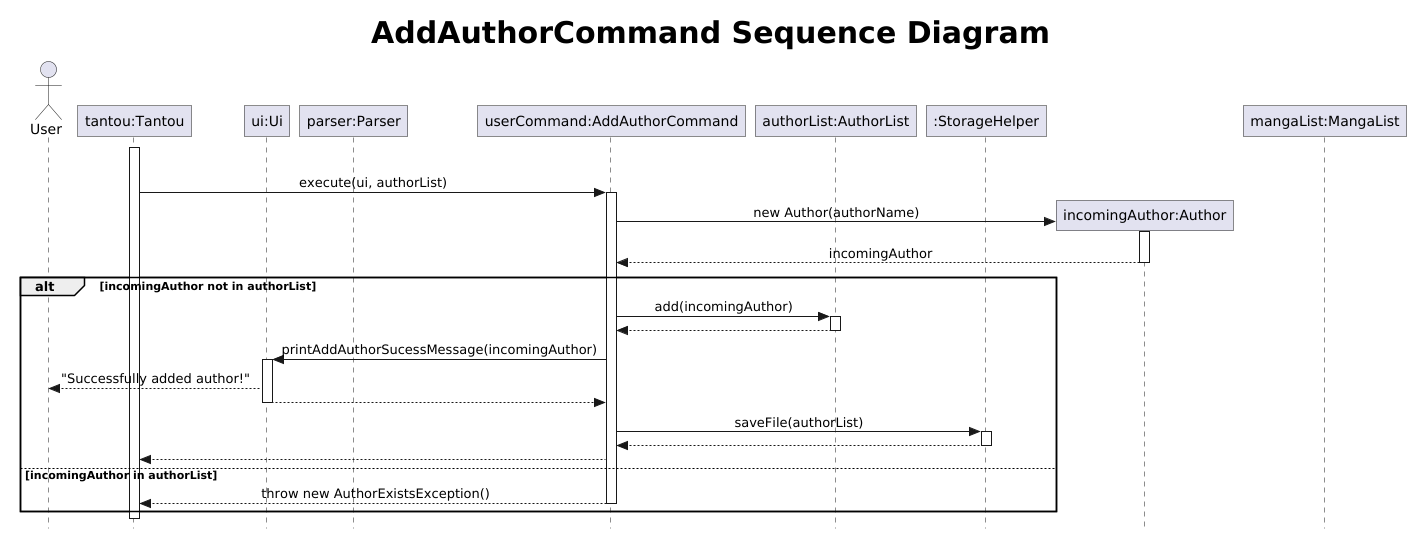 AddAuthorCommand Sequence Diagram
User
tantou:Tantou
ui:Ui
parser:Parser
userCommand:AddAuthorCommand
authorList:AuthorList
:StorageHelper
mangaList:MangaList
execute(ui, authorList)
new Author(authorName)
incomingAuthor:Author
incomingAuthor
alt
[incomingAuthor not in authorList]
add(incomingAuthor)
printAddAuthorSucessMessage(incomingAuthor)
"Successfully added author!"
saveFile(authorList)
[incomingAuthor in authorList]
throw new AuthorExistsException()